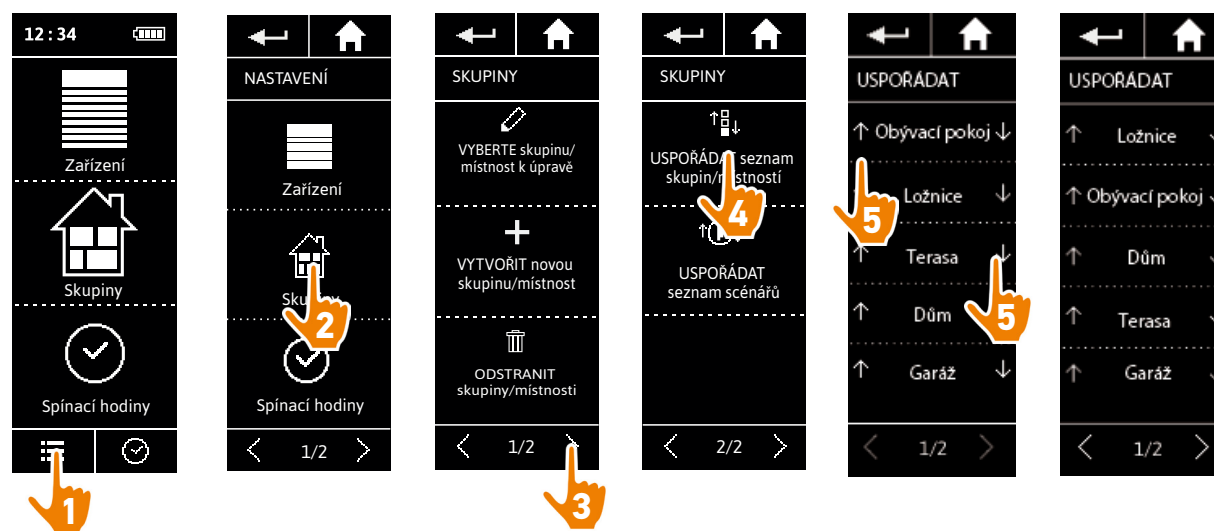 12:34
Zařízení
Skupiny
Spínací hodiny
1
NASTAVENÍ
Zařízení
Skupiny
2
Spínací hodiny
1/2
SKUPINY
VYBERTE skupinu/
místnost k úpravě
VYTVOŘIT novou
skupinu/místnost
ODSTRANIT
skupiny/místnosti
1/2
3
SKUPINY
USPOŘÁDAT seznam
skupin/místností
4
USPOŘÁDAT
seznam scénářů
2/2
USPOŘÁDAT
Obývací pokoj
5
Ložnice
Terasa
Dům
5
Garáž
1/2
USPOŘÁDAT
Ložnice
Obývací pokoj
Dům
Terasa
Garáž
1/2